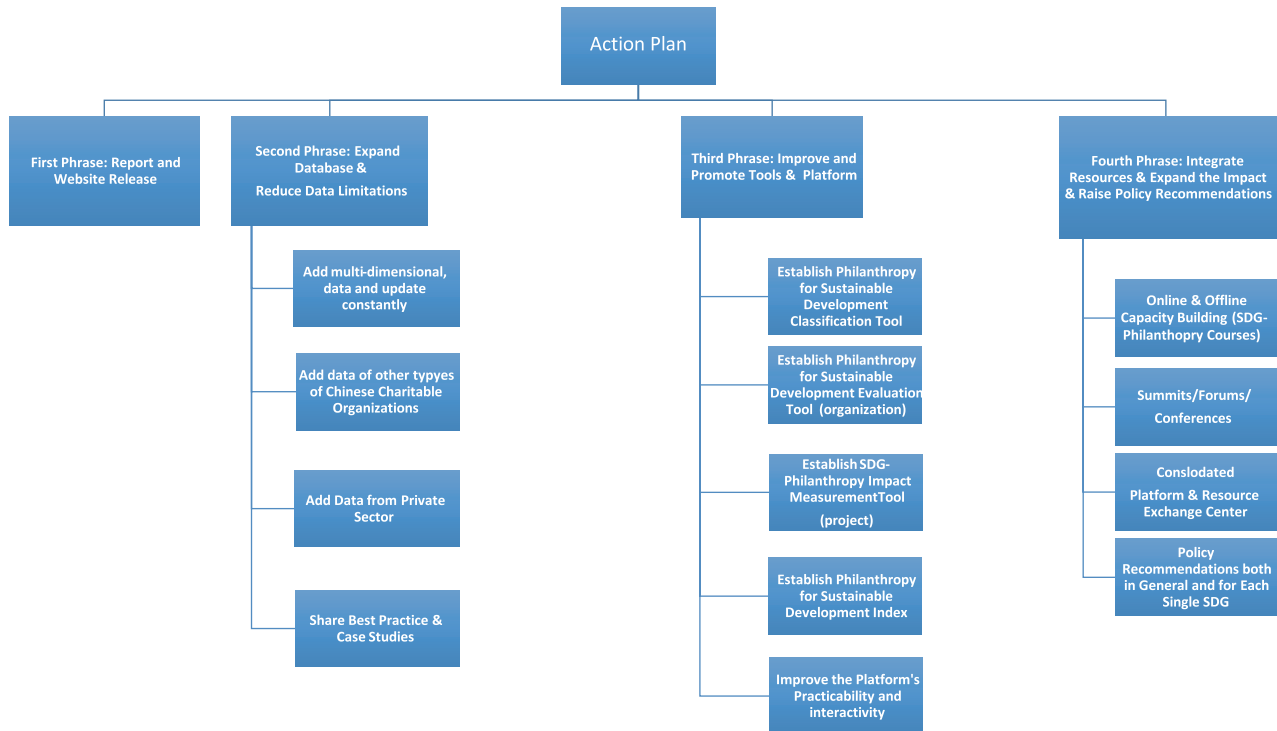 Action Plan
First Phrase: Report and
Website Release
Second Phrase: Expand
Database &
Reduce Data Limitations
Add multi-dimensional,
data and update
constantly
Add data of other typyes
of Chinese Charitable
Organizations
Add Data from Private
Sector
Share Best Practice &
Case Studies
Third Phrase: Improve and
Promote Tools &  Platform
Establish Philanthropy
for Sustainable
Development
Classification Tool
Establish Philanthropy
for Sustainable
Development Evaluation
Tool  (organization)
Establish SDG-
Philanthropy Impact
MeasurementTool
(project)
Establish Philanthropy
for Sustainable
Development Index
Improve the Platform's
Practicability and
interactivity
Fourth Phrase: Integrate
Resources & Expand the Impact
& Raise Policy Recommendations
Online & Offline
Capacity Building (SDG-
Philanthopry Courses)
Summits/Forums/
Conferences
Conslodated
Platform & Resource
Exchange Center
Policy
Recommendations both
in General and for Each
Single SDG